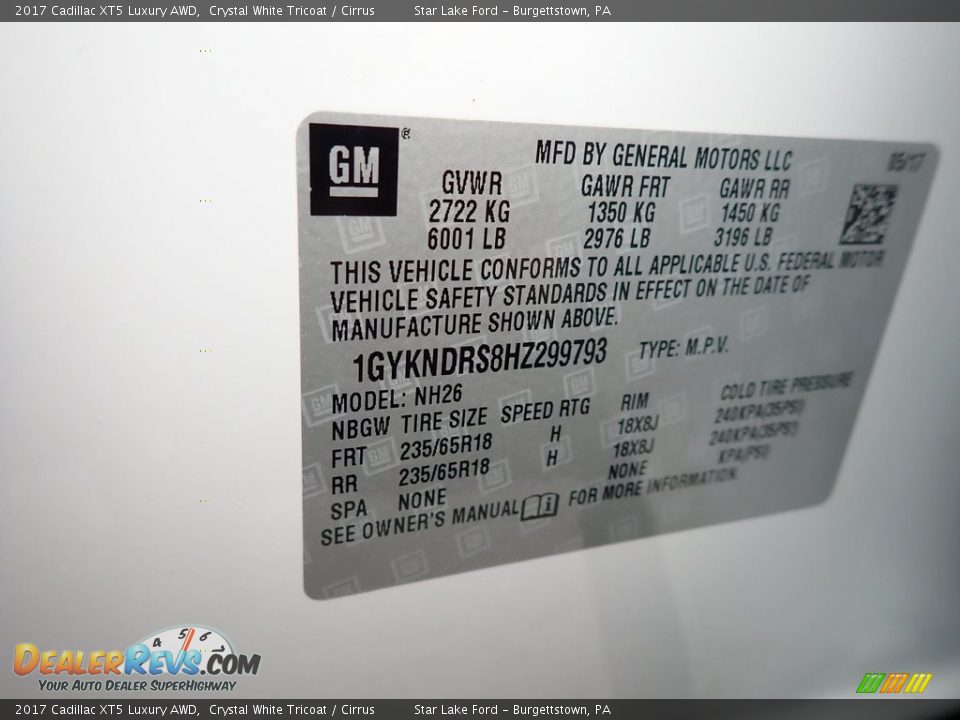 2017 Cadillac XT5 Luxury AWD, Crystal White Tricoat / Cirrus Star Lake Ford – Burgettstown, PA
GM ®
MFD BY GENERAL MOTORS LLC 05/17
GVWR GAWR FRT GAWR RR
2722 KG 1350 KG 1450 KG
6001 LB 2976 LB 3196 LB
THIS VEHICLE CONFORMS TO ALL APPLICABLE U.S. FEDERAL MOTOR
VEHICLE SAFETY STANDARDS IN EFFECT ON THE DATE OF
MANUFACTURE SHOWN ABOVE.
1GYKNDRS8HZ299793 TYPE: M.P.V.
MODEL: NH26
NBGW TIRE SIZE SPEED RTG RIM COLD TIRE PRESSURE
FRT 235/65R18 H 18X8J 240KPA(35PSI)
RR 235/65R18 H 18X8J 240KPA(35PSI)
SPA NONE NONE KPA(PSI)
SEE OWNER'S MANUAL i FOR MORE INFORMATION.
4 5 6
DEALERREVS.COM
YOUR AUTO DEALER SUPERHIGHWAY
2017 Cadillac XT5 Luxury AWD, Crystal White Tricoat / Cirrus Star Lake Ford – Burgettstown, PA